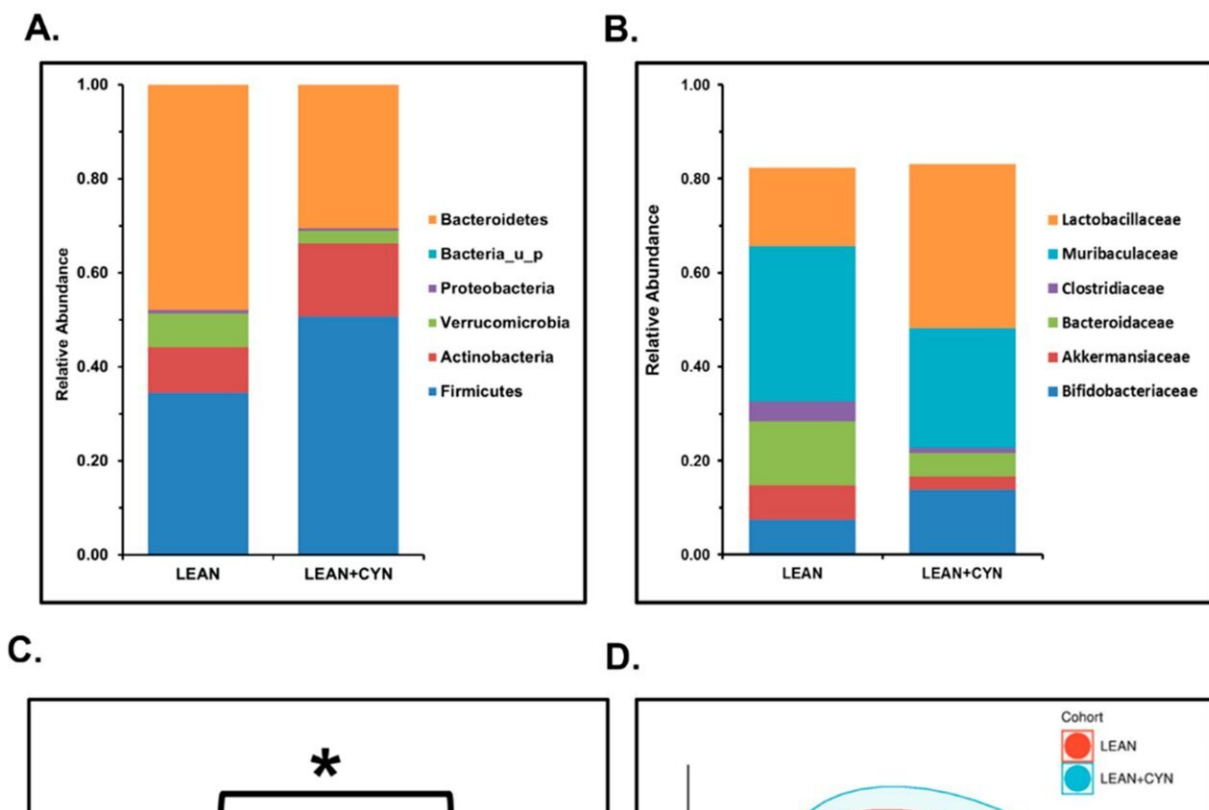 A.
1.00
0.80
0.60
0.40
0.20
0.00
Relative Abundance
LEAN
LEAN+CYN
Bacteroidetes
Bacteria_u_p
Proteobacteria
Verrucomicrobia
Actinobacteria
Firmicutes
B.
1.00
0.80
0.60
0.40
0.20
0.00
Relative Abundance
LEAN
LEAN+CYN
Lactobacillaceae
Muribaculaceae
Clostridiaceae
Bacteroidaceae
Akkermansiaceae
Bifidobacteriaceae
C.
*
D.
Cohort
LEAN
LEAN+CYN